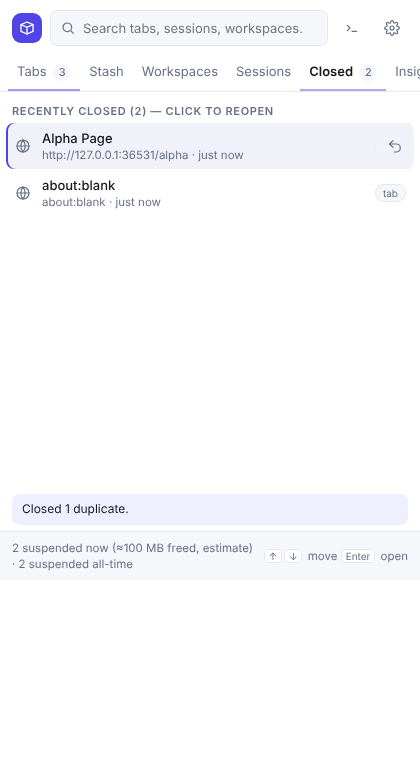 Search tabs, sessions, workspaces.
Tabs 3 Stash Workspaces Sessions Closed 2 Insig
RECENTLY CLOSED (2) — CLICK TO REOPEN
Alpha Page
http://127.0.0.1:36531/alpha · just now
about:blank
about:blank · just now
tab
Closed 1 duplicate.
2 suspended now (≈100 MB freed, estimate)
· 2 suspended all-time
↑ ↓ move Enter open